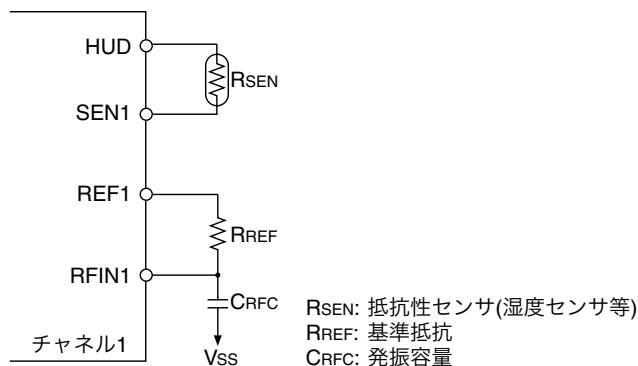 HUD
RSEN
SEN1
REF1
RREF
RFIN1
CRFC
チャネル1
VSS
RSEN: 抵抗性センサ(湿度センサ等)
RREF: 基準抵抗
CRFC: 発振容量